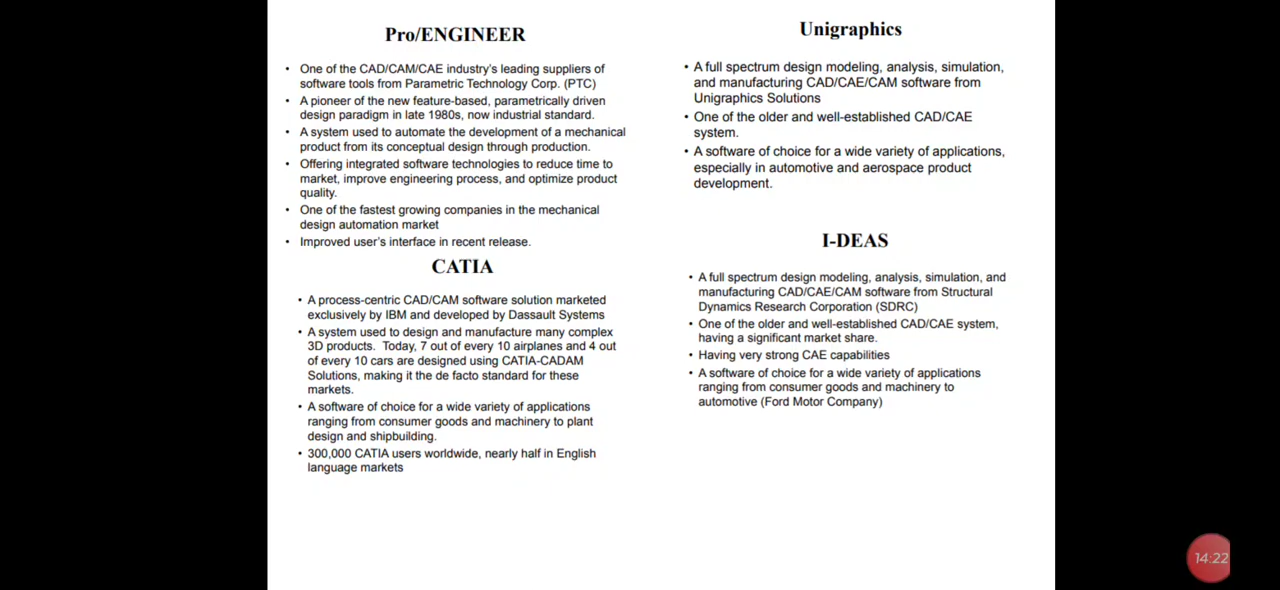 Pro/ENGINEER
• One of the CAD/CAM/CAE industry's leading suppliers of
software tools from Parametric Technology Corp. (PTC)
• A pioneer of the new feature-based, parametrically driven
design paradigm in late 1980s, now industrial standard.
• A system used to automate the development of a mechanical
product from its conceptual design through production.
• Offering integrated software technologies to reduce time to
market, improve engineering process, and optimize product
quality.
• One of the fastest growing companies in the mechanical
design automation market
• Improved user's interface in recent release.
CATIA
• A process-centric CAD/CAM software solution marketed
exclusively by IBM and developed by Dassault Systems
• A system used to design and manufacture many complex
3D products. Today, 7 out of every 10 airplanes and 4 out
of every 10 cars are designed using CATIA-CADAM
Solutions, making it the de facto standard for these
markets.
• A software of choice for a wide variety of applications
ranging from consumer goods and machinery to plant
design and shipbuilding.
• 300,000 CATIA users worldwide, nearly half in English
language markets
Unigraphics
• A full spectrum design modeling, analysis, simulation,
and manufacturing CAD/CAE/CAM software from
Unigraphics Solutions
• One of the older and well-established CAD/CAE
system.
• A software of choice for a wide variety of applications,
especially in automotive and aerospace product
development.
I-DEAS
• A full spectrum design modeling, analysis, simulation, and
manufacturing CAD/CAE/CAM software from Structural
Dynamics Research Corporation (SDRC)
• One of the older and well-established CAD/CAE system,
having a significant market share.
• Having very strong CAE capabilities
• A software of choice for a wide variety of applications
ranging from consumer goods and machinery to
automotive (Ford Motor Company)
14:22